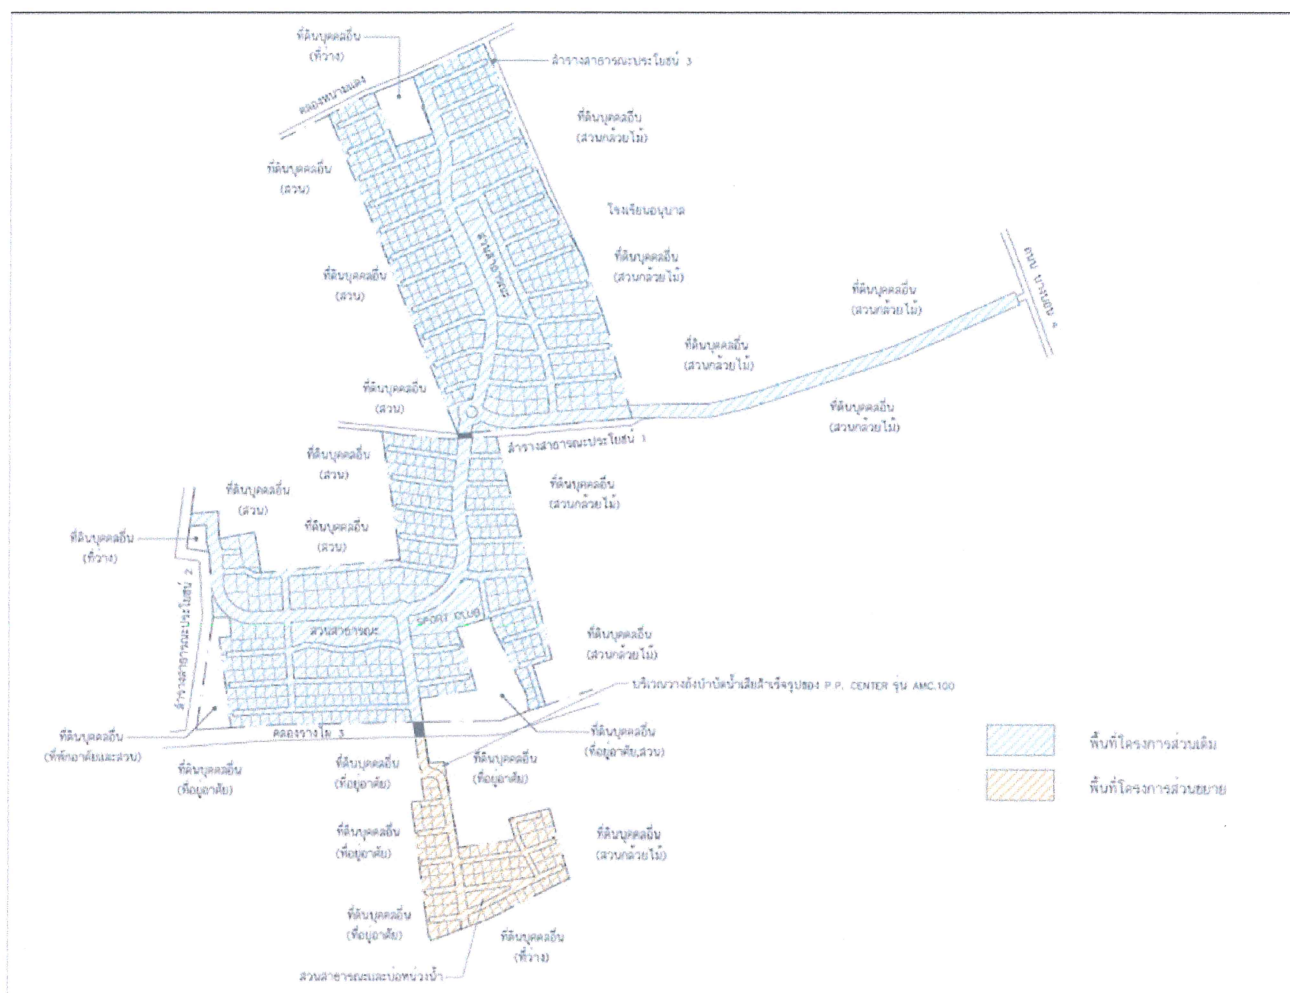 ที่ดินบุคคลอื่น
(ที่ว่าง)
ลำรางสาธารณะประโยชน์ 3
คลองหนามแดง
ที่ดินบุคคลอื่น
(สวนกล้วยไม้)
ที่ดินบุคคลอื่น
(สวน)
โรงเรียนอนุบาล
สวนสาธารณะ
ที่ดินบุคคลอื่น
(สวนกล้วยไม้)
ที่ดินบุคคลอื่น
(สวน)
ที่ดินบุคคลอื่น
(สวนกล้วยไม้)
ถนน บางบอน 4
ที่ดินบุคคลอื่น
(สวนกล้วยไม้)
ที่ดินบุคคลอื่น
(สวน)
ที่ดินบุคคลอื่น
(สวนกล้วยไม้)
ลำรางสาธารณะประโยชน์ 1
ที่ดินบุคคลอื่น
(สวน)
ที่ดินบุคคลอื่น
(สวนกล้วยไม้)
ที่ดินบุคคลอื่น
(สวน)
ที่ดินบุคคลอื่น
(สวน)
ที่ดินบุคคลอื่น
(ที่ว่าง)
ลำรางสาธารณะประโยชน์ 2
SPORT CLUB
สวนสาธารณะ
ที่ดินบุคคลอื่น
(สวนกล้วยไม้)
บริเวณวางถังบำบัดน้ำเสียสำเร็จรูปของ P.P. CENTER รุ่น AMC.100
คลองรางไผ่ 3
ที่ดินบุคคลอื่น
(ที่พักอาศัยและสวน)
ที่ดินบุคคลอื่น
(ที่อยู่อาศัย,สวน)
ที่ดินบุคคลอื่น
(ที่อยู่อาศัย)
ที่ดินบุคคลอื่น
(ที่อยู่อาศัย)
ที่ดินบุคคลอื่น
(ที่อยู่อาศัย)
พื้นที่โครงการส่วนเดิม
พื้นที่โครงการส่วนขยาย
ที่ดินบุคคลอื่น
(ที่อยู่อาศัย)
ที่ดินบุคคลอื่น
(สวนกล้วยไม้)
ที่ดินบุคคลอื่น
(ที่อยู่อาศัย)
ที่ดินบุคคลอื่น
(ที่ว่าง)
สวนสาธารณะและบ่อหน่วงน้ำ